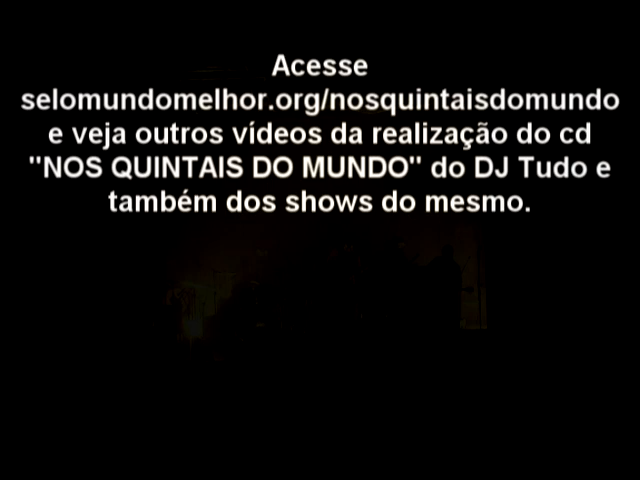 Acesse
selomundomelhor.org/nosquintaisdomundo
e veja outros vídeos da realização do cd
"NOS QUINTAIS DO MUNDO" do DJ Tudo e
também dos shows do mesmo.